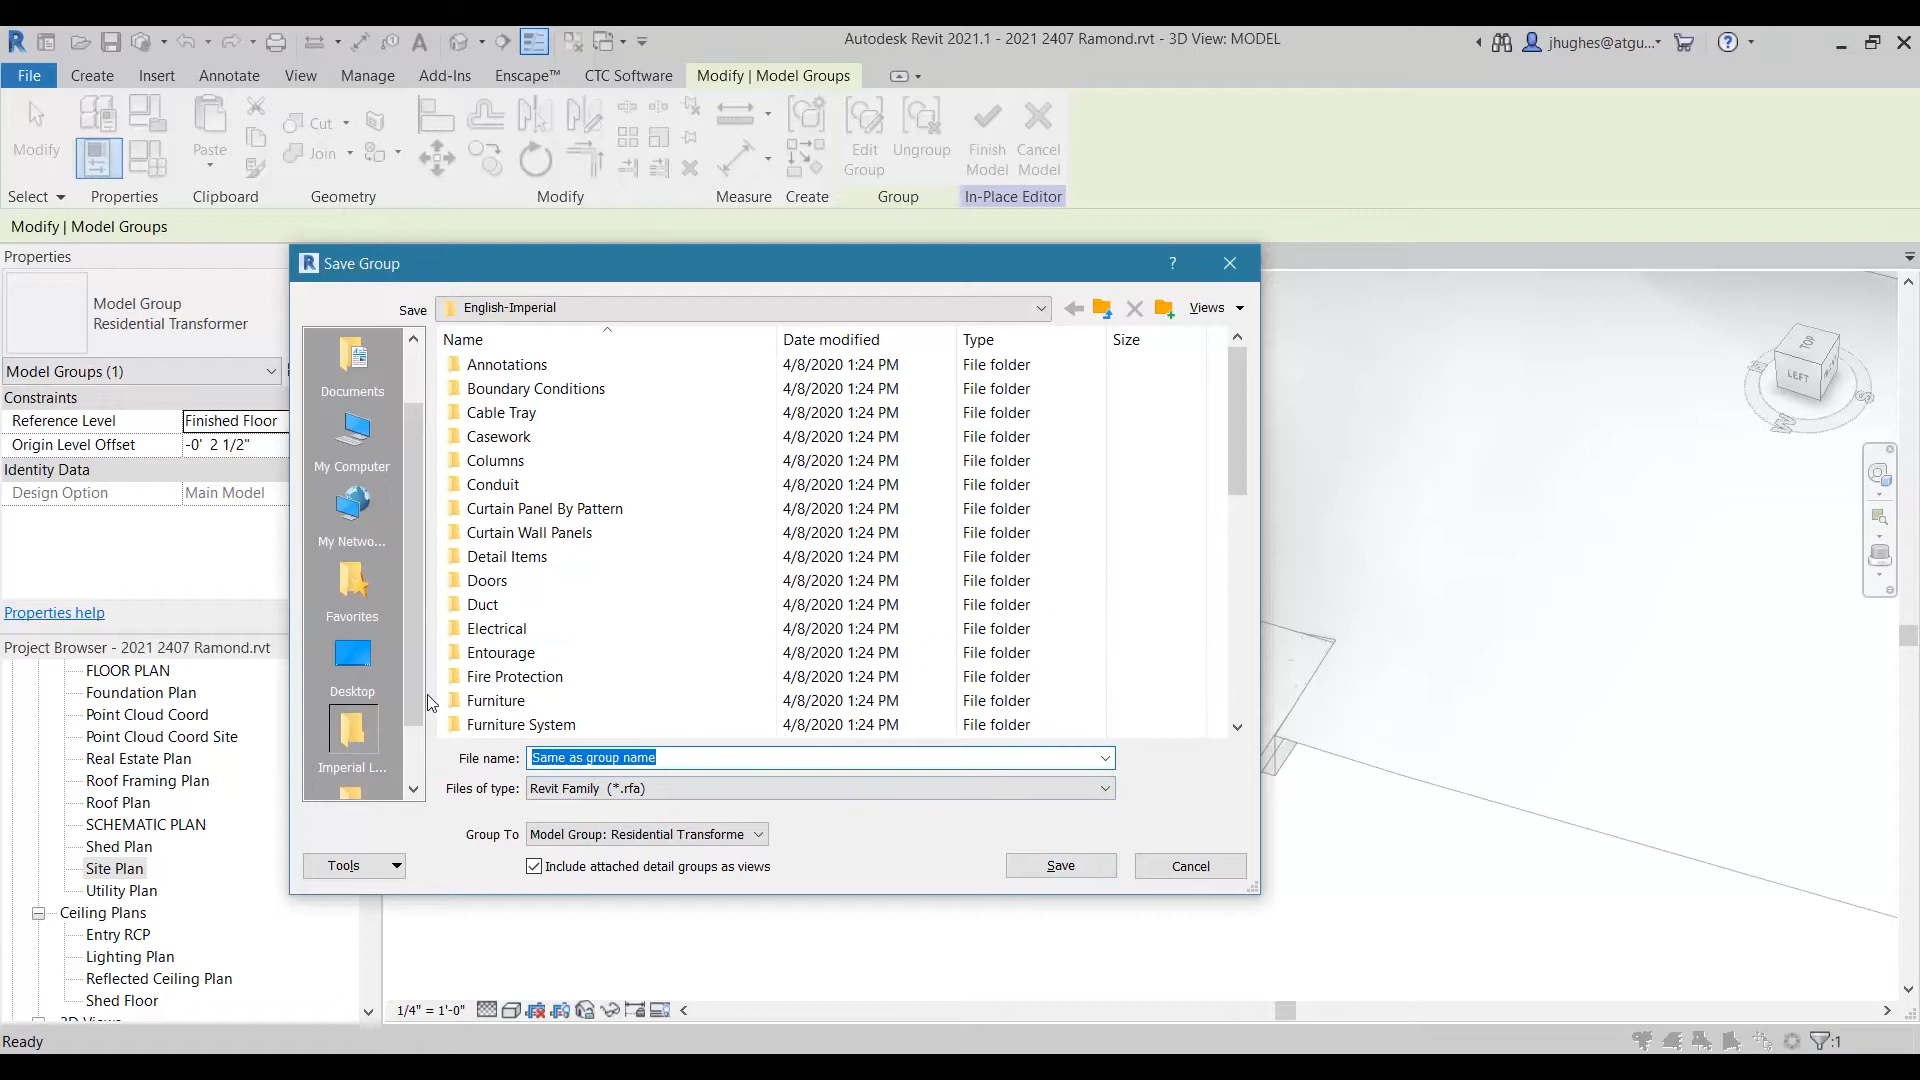 Autodesk Revit 2021.1 - 2021 2407 Ramond.rvt - 3D View: MODEL
jhughes@atgu...
File Create Insert Annotate View Manage Add-Ins Enscape™ CTC Software Modify | Model Groups
Modify Paste Cut Join Edit Group Ungroup Finish Model Cancel Model
Select Properties Clipboard Geometry Modify Measure Create Group In-Place Editor
Modify | Model Groups
Properties
Model Group
Residential Transformer
Model Groups (1)
Constraints
Reference Level Finished Floor
Origin Level Offset -0'  2 1/2"
Identity Data
Design Option Main Model
Properties help
Project Browser - 2021 2407 Ramond.rvt
FLOOR PLAN
Foundation Plan
Point Cloud Coord
Point Cloud Coord Site
Real Estate Plan
Roof Framing Plan
Roof Plan
SCHEMATIC PLAN
Shed Plan
Site Plan
Utility Plan
Ceiling Plans
Entry RCP
Lighting Plan
Reflected Ceiling Plan
Shed Floor
Save Group
?
Save English-Imperial Views
Documents
My Computer
My Netwo...
Favorites
Desktop
Imperial L...
Name Date modified Type Size
Annotations 4/8/2020 1:24 PM File folder
Boundary Conditions 4/8/2020 1:24 PM File folder
Cable Tray 4/8/2020 1:24 PM File folder
Casework 4/8/2020 1:24 PM File folder
Columns 4/8/2020 1:24 PM File folder
Conduit 4/8/2020 1:24 PM File folder
Curtain Panel By Pattern 4/8/2020 1:24 PM File folder
Curtain Wall Panels 4/8/2020 1:24 PM File folder
Detail Items 4/8/2020 1:24 PM File folder
Doors 4/8/2020 1:24 PM File folder
Duct 4/8/2020 1:24 PM File folder
Electrical 4/8/2020 1:24 PM File folder
Entourage 4/8/2020 1:24 PM File folder
Fire Protection 4/8/2020 1:24 PM File folder
Furniture 4/8/2020 1:24 PM File folder
Furniture System 4/8/2020 1:24 PM File folder
File name: Same as group name
Files of type: Revit Family  (*.rfa)
Group To Model Group: Residential Transforme
Tools Include attached detail groups as views Save Cancel
TOP
LEFT
1/4" = 1'-0"
Ready
:1